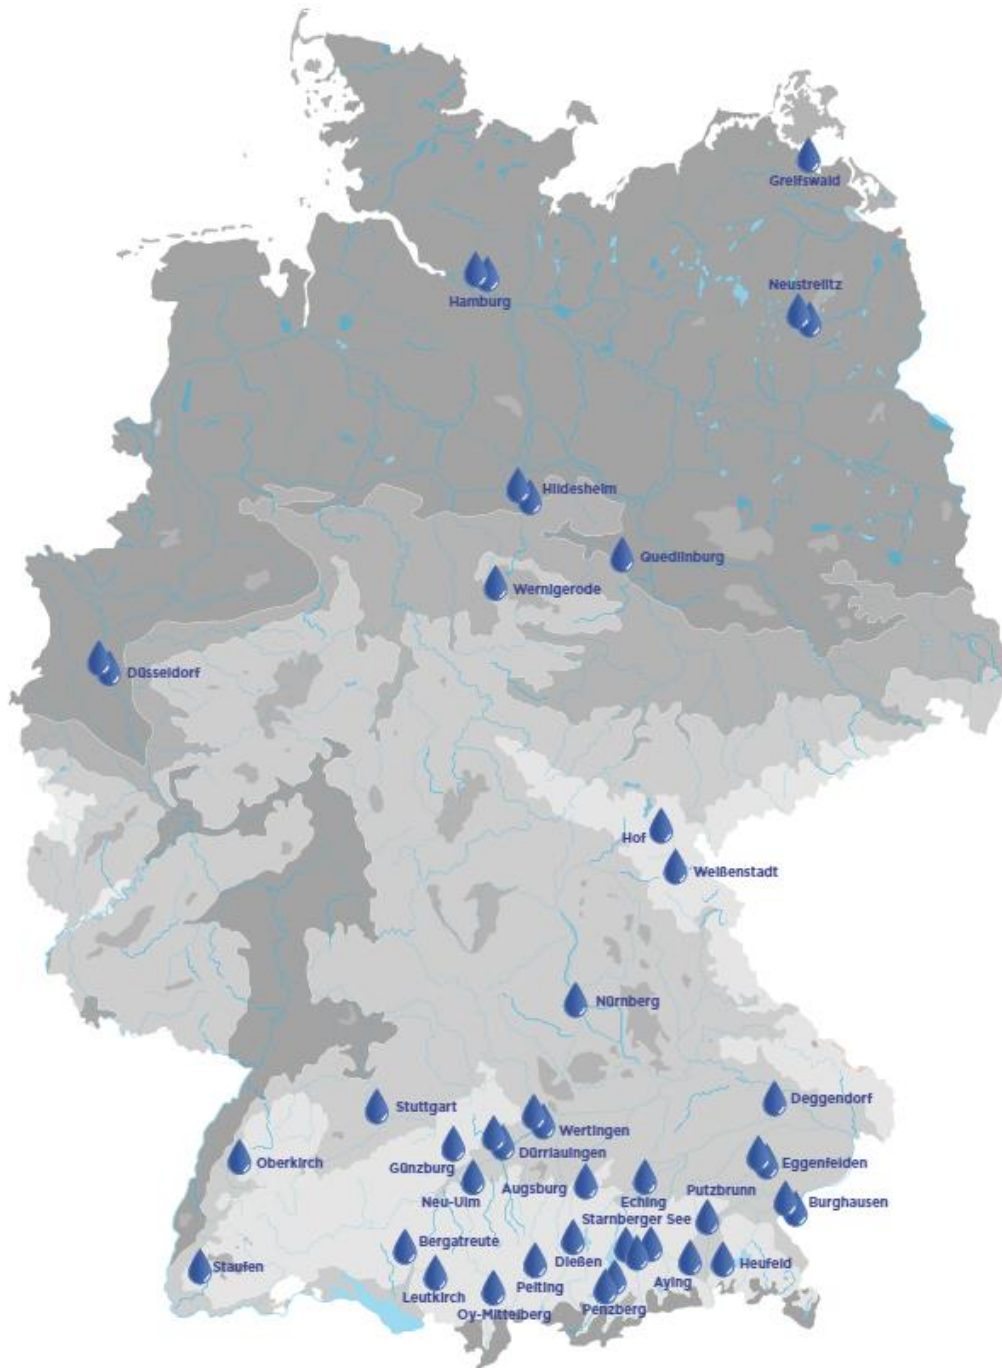 Greifswald
Neustrelitz
Hamburg
Hildesheim
Quedlinburg
Wernigerode
Düsseldorf
Hof
Weißenstadt
Nürnberg
Deggendorf
Stuttgart
Wertingen
Dürrlauingen
Günzburg
Oberkirch
Eggenfelden
Neu-Ulm
Augsburg
Eching
Putzbrunn
Burghausen
Starnberger See
Bergatreute
Dießen
Staufen
Heufeld
Aying
Peiting
Leutkirch
Oy-Mittelberg
Penzberg